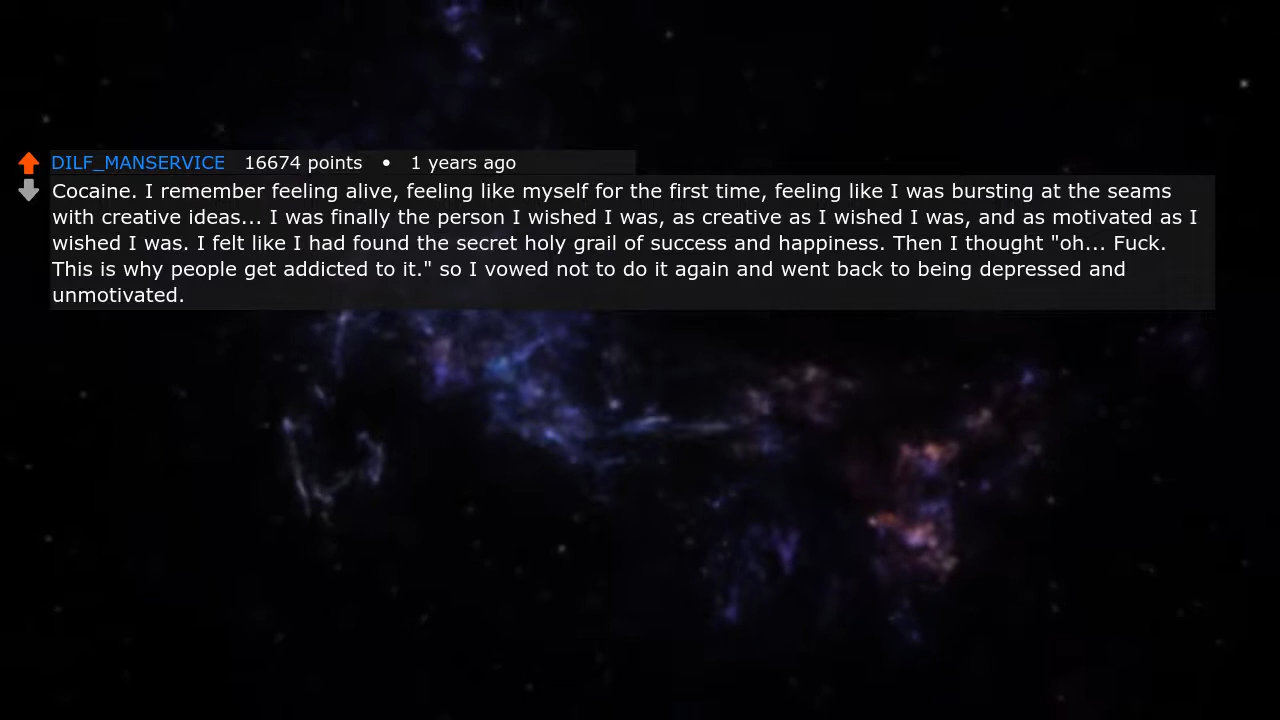 DILF_MANSERVICE 16674 points • 1 years ago
Cocaine. I remember feeling alive, feeling like myself for the first time, feeling like I was bursting at the seams
with creative ideas... I was finally the person I wished I was, as creative as I wished I was, and as motivated as I
wished I was. I felt like I had found the secret holy grail of success and happiness. Then I thought "oh... Fuck.
This is why people get addicted to it." so I vowed not to do it again and went back to being depressed and
unmotivated.